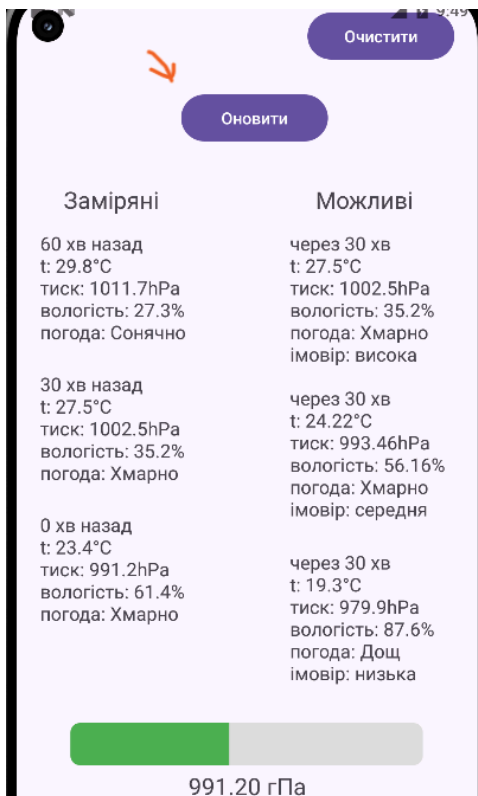 9:49
Очистити
Оновити
Заміряні
60 хв назад
t: 29.8°C
тиск: 1011.7hPa
вологість: 27.3%
погода: Сонячно
30 хв назад
t: 27.5°C
тиск: 1002.5hPa
вологість: 35.2%
погода: Хмарно
0 хв назад
t: 23.4°C
тиск: 991.2hPa
вологість: 61.4%
погода: Хмарно
Можливі
через 30 хв
t: 27.5°C
тиск: 1002.5hPa
вологість: 35.2%
погода: Хмарно
імовір: висока
через 30 хв
t: 24.22°C
тиск: 993.46hPa
вологість: 56.16%
погода: Хмарно
імовір: середня
через 30 хв
t: 19.3°C
тиск: 979.9hPa
вологість: 87.6%
погода: Дощ
імовір: низька
991.20 гПа